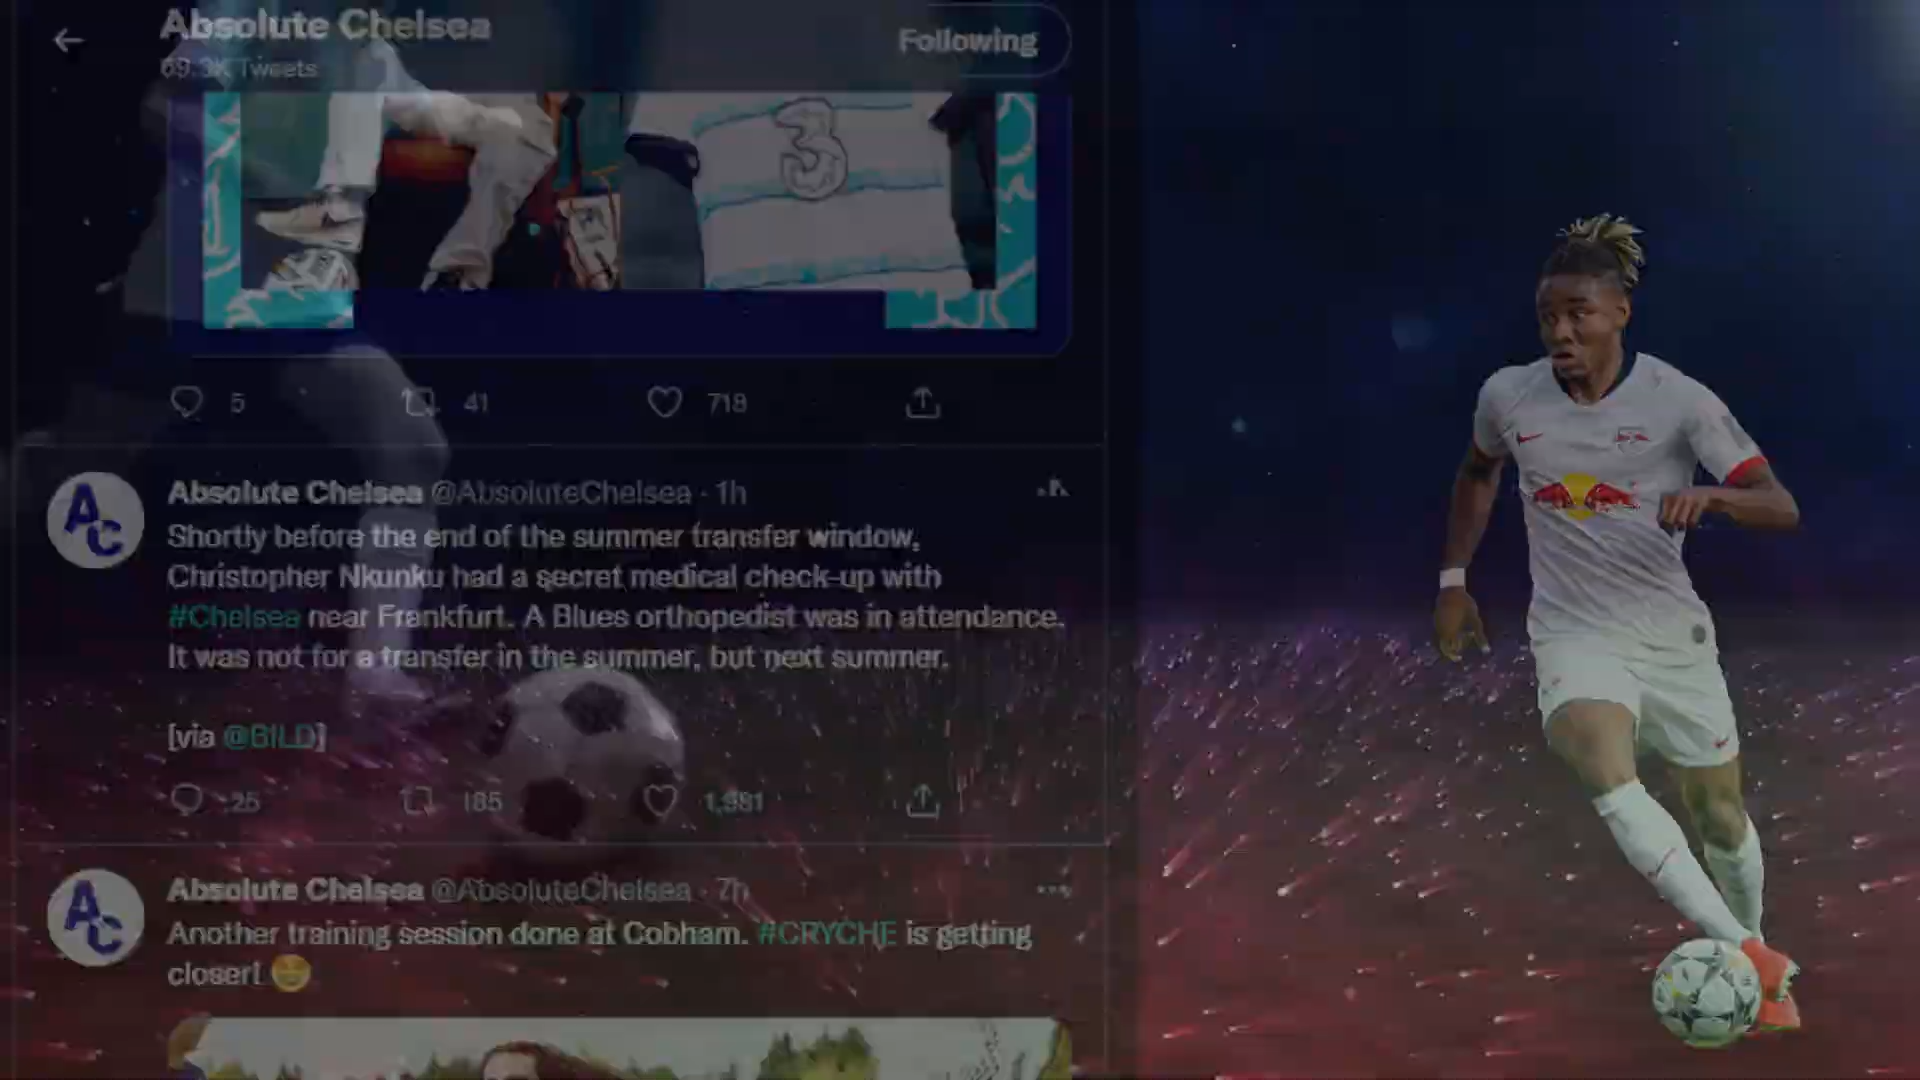 Absolute Chelsea
69.3K Tweets
Following
3
5
41
718
Absolute Chelsea @AbsoluteChelsea · 1h
Shortly before the end of the summer transfer window,
Christopher Nkunku had a secret medical check-up with
#Chelsea near Frankfurt. A Blues orthopedist was in attendance.
It was not for a transfer in the summer, but next summer.
[via @BILD]
25
185
AC
Absolute Chelsea @AbsoluteChelsea · 7h
Another training session done at Cobham. #CRYCHE is getting
closer!
AC